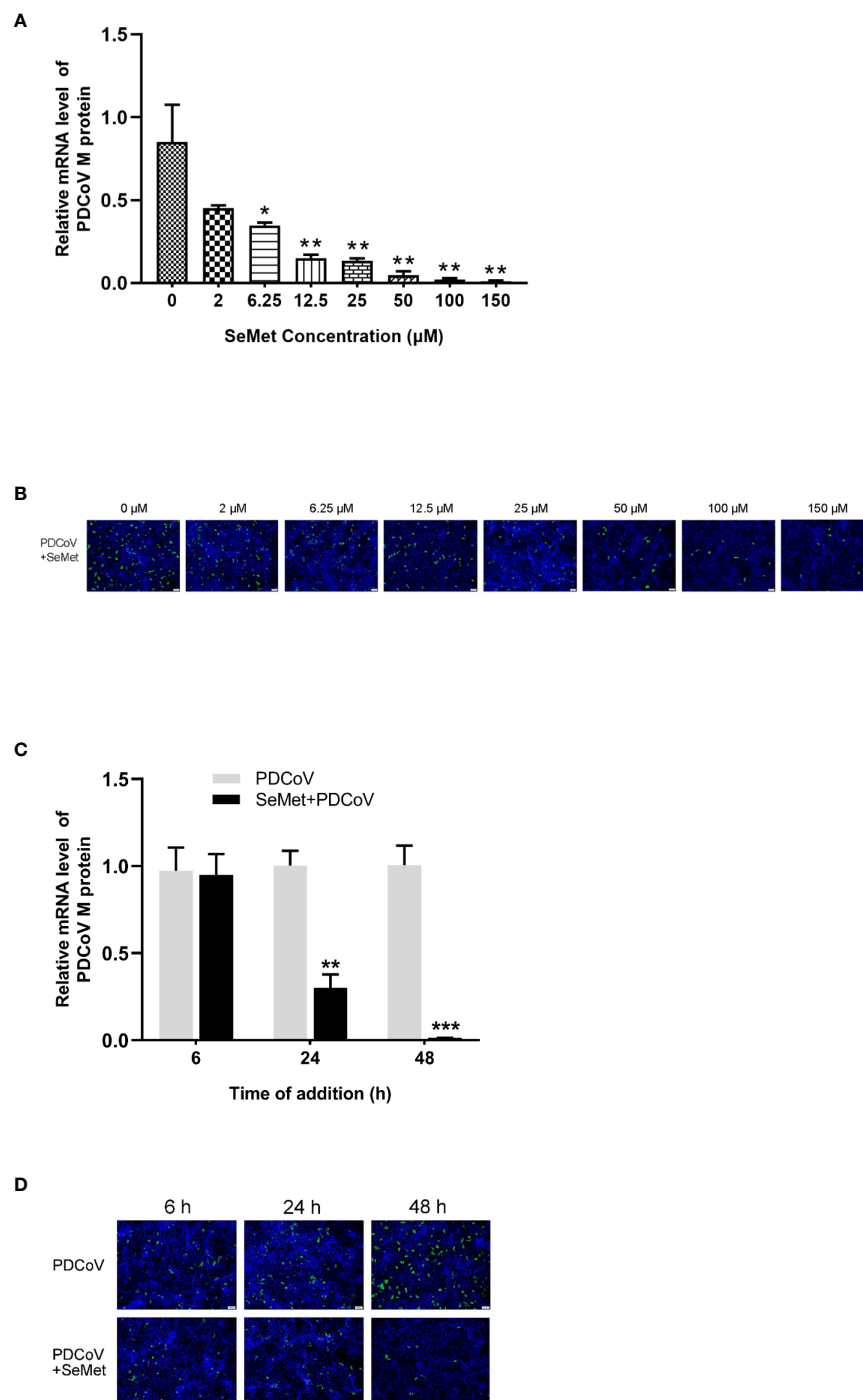 A
Relative mRNA level of
PDCoV M protein
1.5
1.0
0.5
0.0
*
**
**
**
**
**
0 2 6.25 12.5 25 50 100 150
SeMet Concentration (µM)
B
0 µM 2 µM 6.25 µM 12.5 µM 25 µM 50 µM 100 µM 150 µM
PDCoV
+SeMet
C
Relative mRNA level of
PDCoV M protein
PDCoV
SeMet+PDCoV
1.5
1.0
0.5
0.0
**
***
6 24 48
Time of addition (h)
D
6 h 24 h 48 h
PDCoV
PDCoV
+SeMet